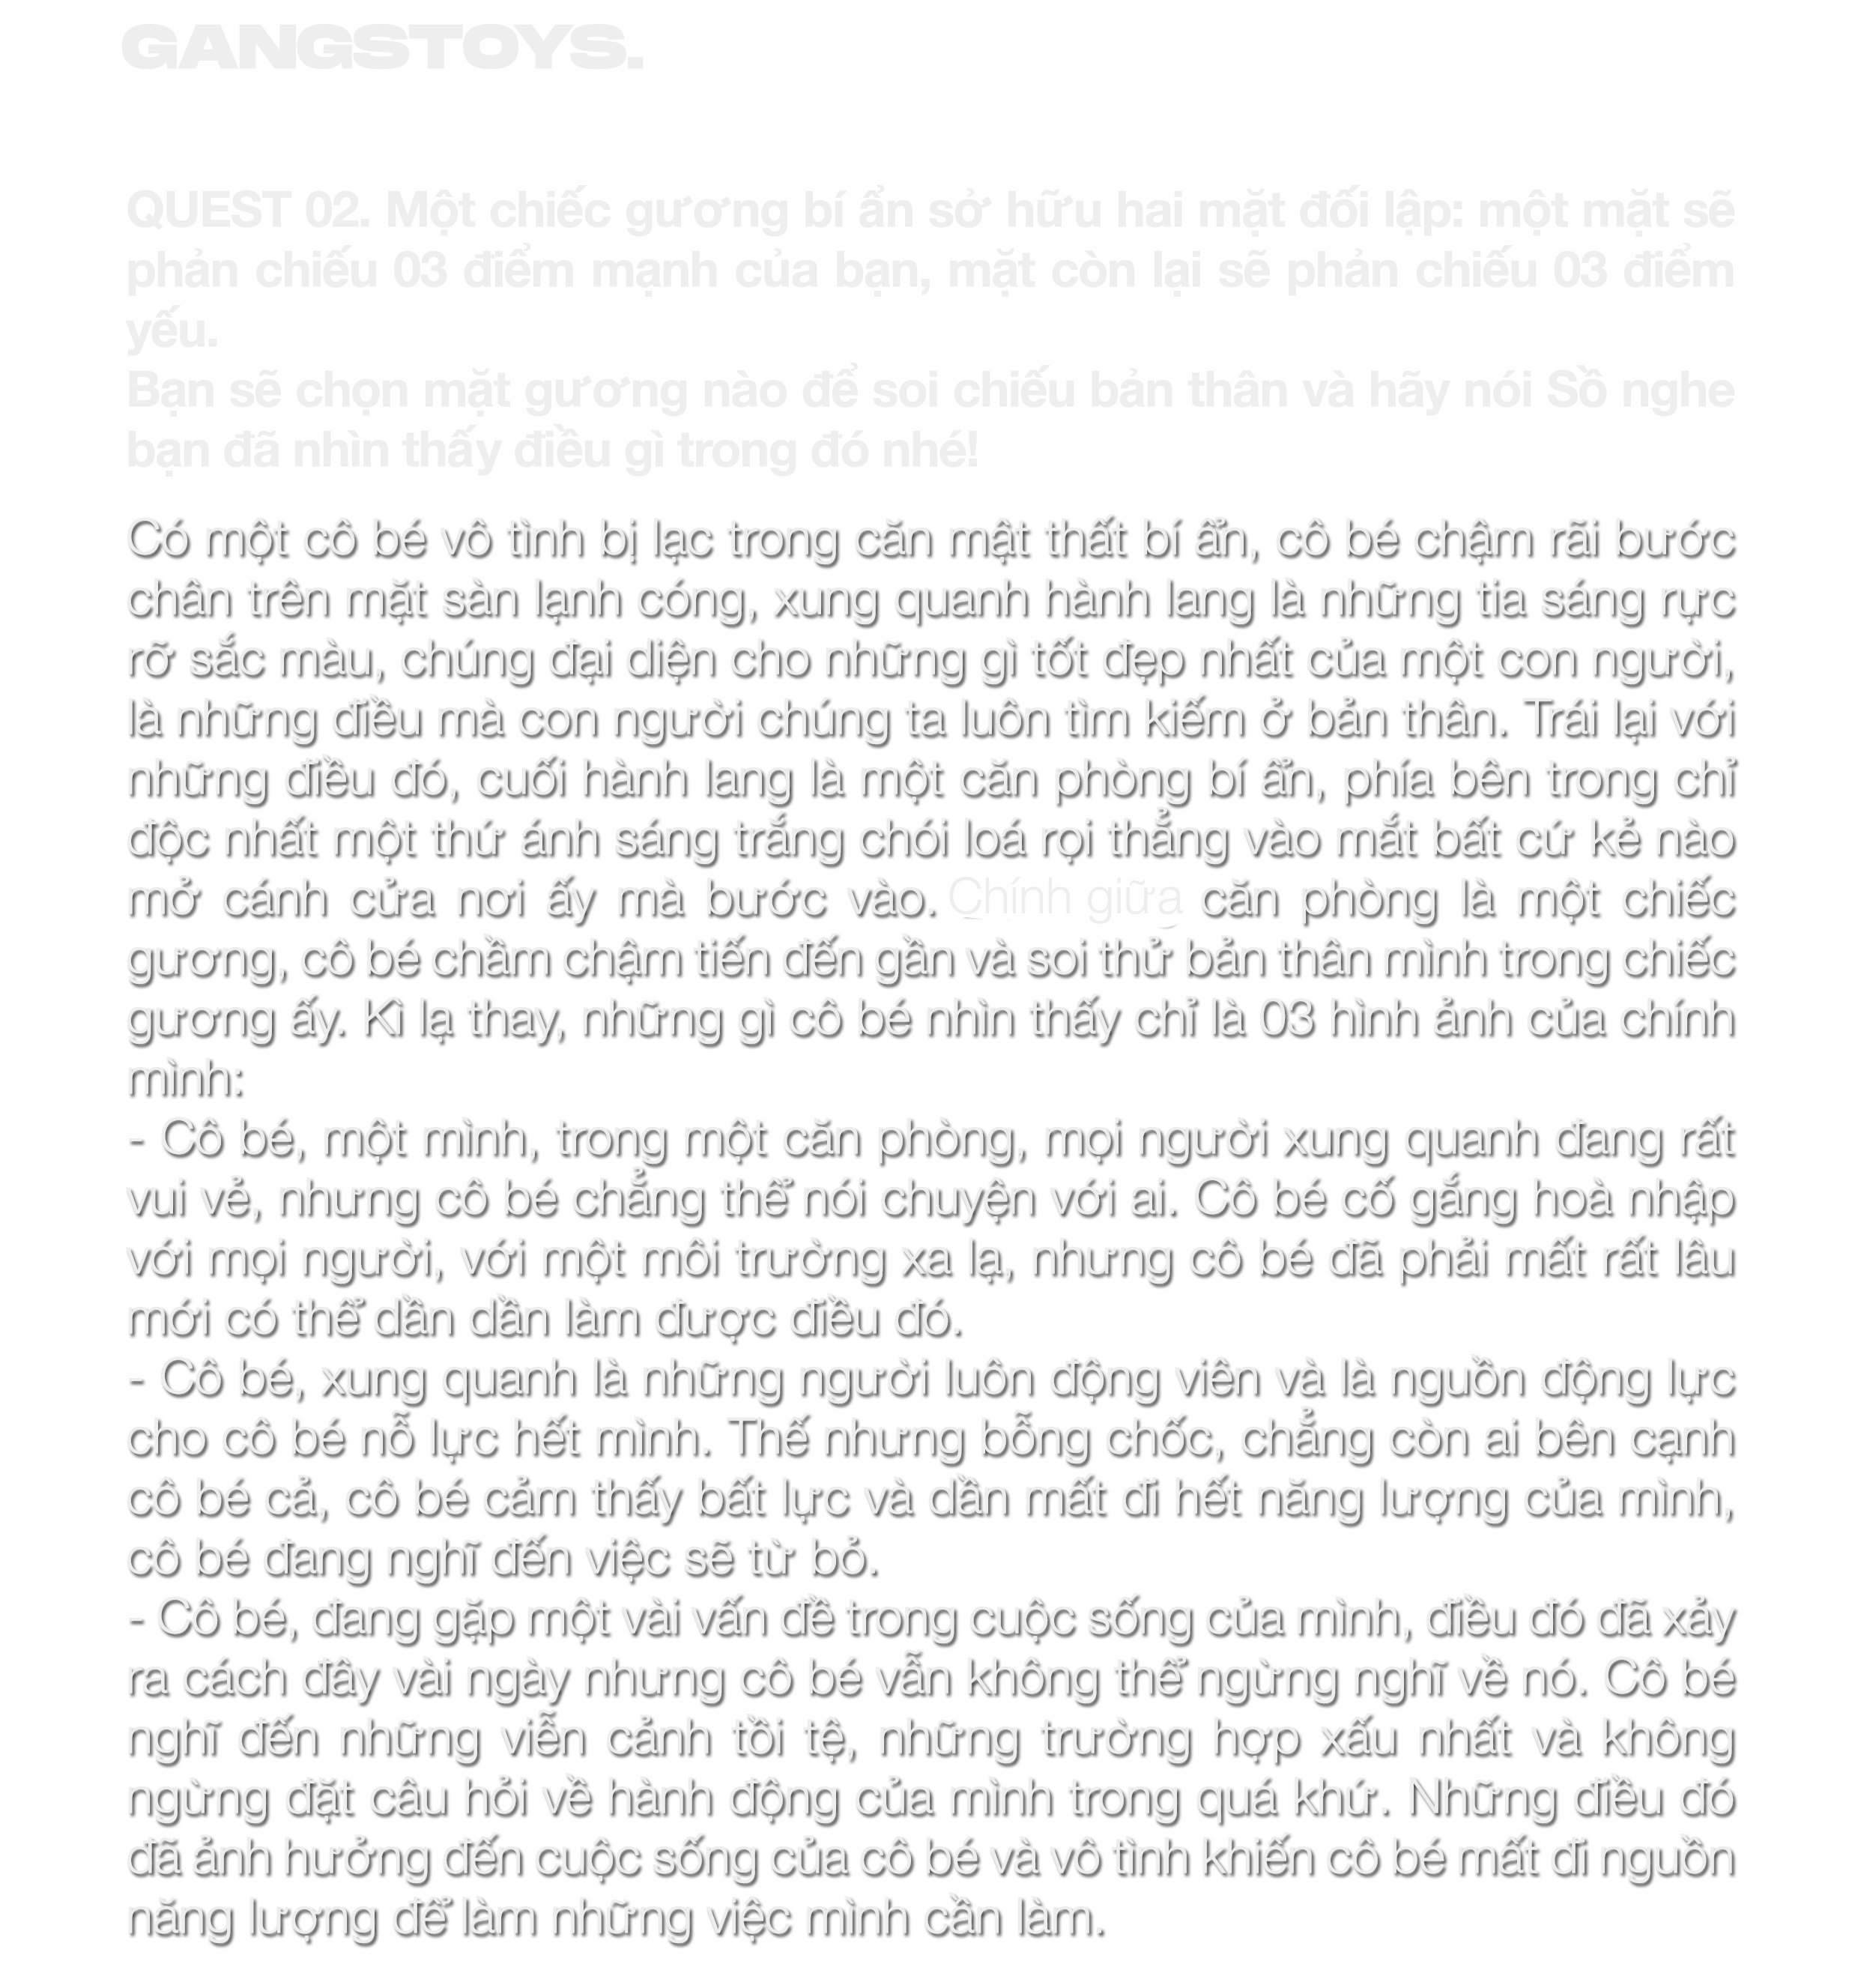 GANGSTOYS.
QUEST 02. Một chiếc gương bí ẩn sở hữu hai mặt đối lập: một mặt sẽ
phản chiếu 03 điểm mạnh của bạn, mặt còn lại sẽ phản chiếu 03 điểm
yếu.
Bạn sẽ chọn mặt gương nào để soi chiếu bản thân và hãy nói Sồ nghe
bạn đã nhìn thấy điều gì trong đó nhé!
Có một cô bé vô tình bị lạc trong căn mật thất bí ẩn, cô bé chậm rãi bước
chân trên mặt sàn lạnh cóng, xung quanh hành lang là những tia sáng rực
rỡ sắc màu, chúng đại diện cho những gì tốt đẹp nhất của một con người,
là những điều mà con người chúng ta luôn tìm kiếm ở bản thân. Trái lại với
những điều đó, cuối hành lang là một căn phòng bí ẩn, phía bên trong chỉ
độc nhất một thứ ánh sáng trắng chói loá rọi thẳng vào mắt bất cứ kẻ nào
mở cánh cửa nơi ấy mà bước vào. Chính giữa căn phòng là một chiếc
gương, cô bé chầm chậm tiến đến gần và soi thử bản thân mình trong chiếc
gương ấy. Kì lạ thay, những gì cô bé nhìn thấy chỉ là 03 hình ảnh của chính
mình:
- Cô bé, một mình, trong một căn phòng, mọi người xung quanh đang rất
vui vẻ, nhưng cô bé chẳng thể nói chuyện với ai. Cô bé cố gắng hoà nhập
với mọi người, với một môi trường xa lạ, nhưng cô bé đã phải mất rất lâu
mới có thể dần dần làm được điều đó.
- Cô bé, xung quanh là những người luôn động viên và là nguồn động lực
cho cô bé nỗ lực hết mình. Thế nhưng bỗng chốc, chẳng còn ai bên cạnh
cô bé cả, cô bé cảm thấy bất lực và dần mất đi hết năng lượng của mình,
cô bé đang nghĩ đến việc sẽ từ bỏ.
- Cô bé, đang gặp một vài vấn đề trong cuộc sống của mình, điều đó đã xảy
ra cách đây vài ngày nhưng cô bé vẫn không thể ngừng nghĩ về nó. Cô bé
nghĩ đến những viễn cảnh tồi tệ, những trường hợp xấu nhất và không
ngừng đặt câu hỏi về hành động của mình trong quá khứ. Những điều đó
đã ảnh hưởng đến cuộc sống của cô bé và vô tình khiến cô bé mất đi nguồn
năng lượng để làm những việc mình cần làm.